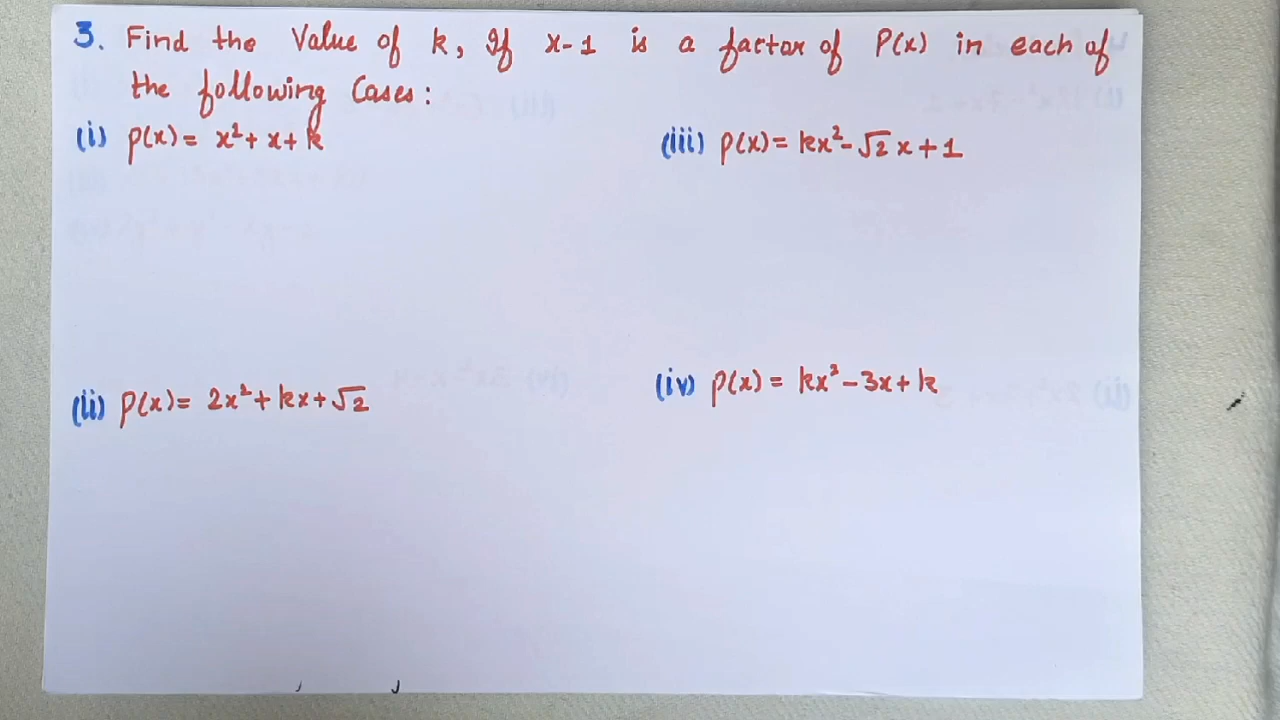 3. Find the Value of k, If x-1 is a factor of P(x) in each of
the following Cases:
(i) p(x) = x² + x + k
(iii) p(x) = kx² - √2 x + 1
(ii) p(x) = 2x² + kx + √2
(iv) p(x) = kx² - 3x + k